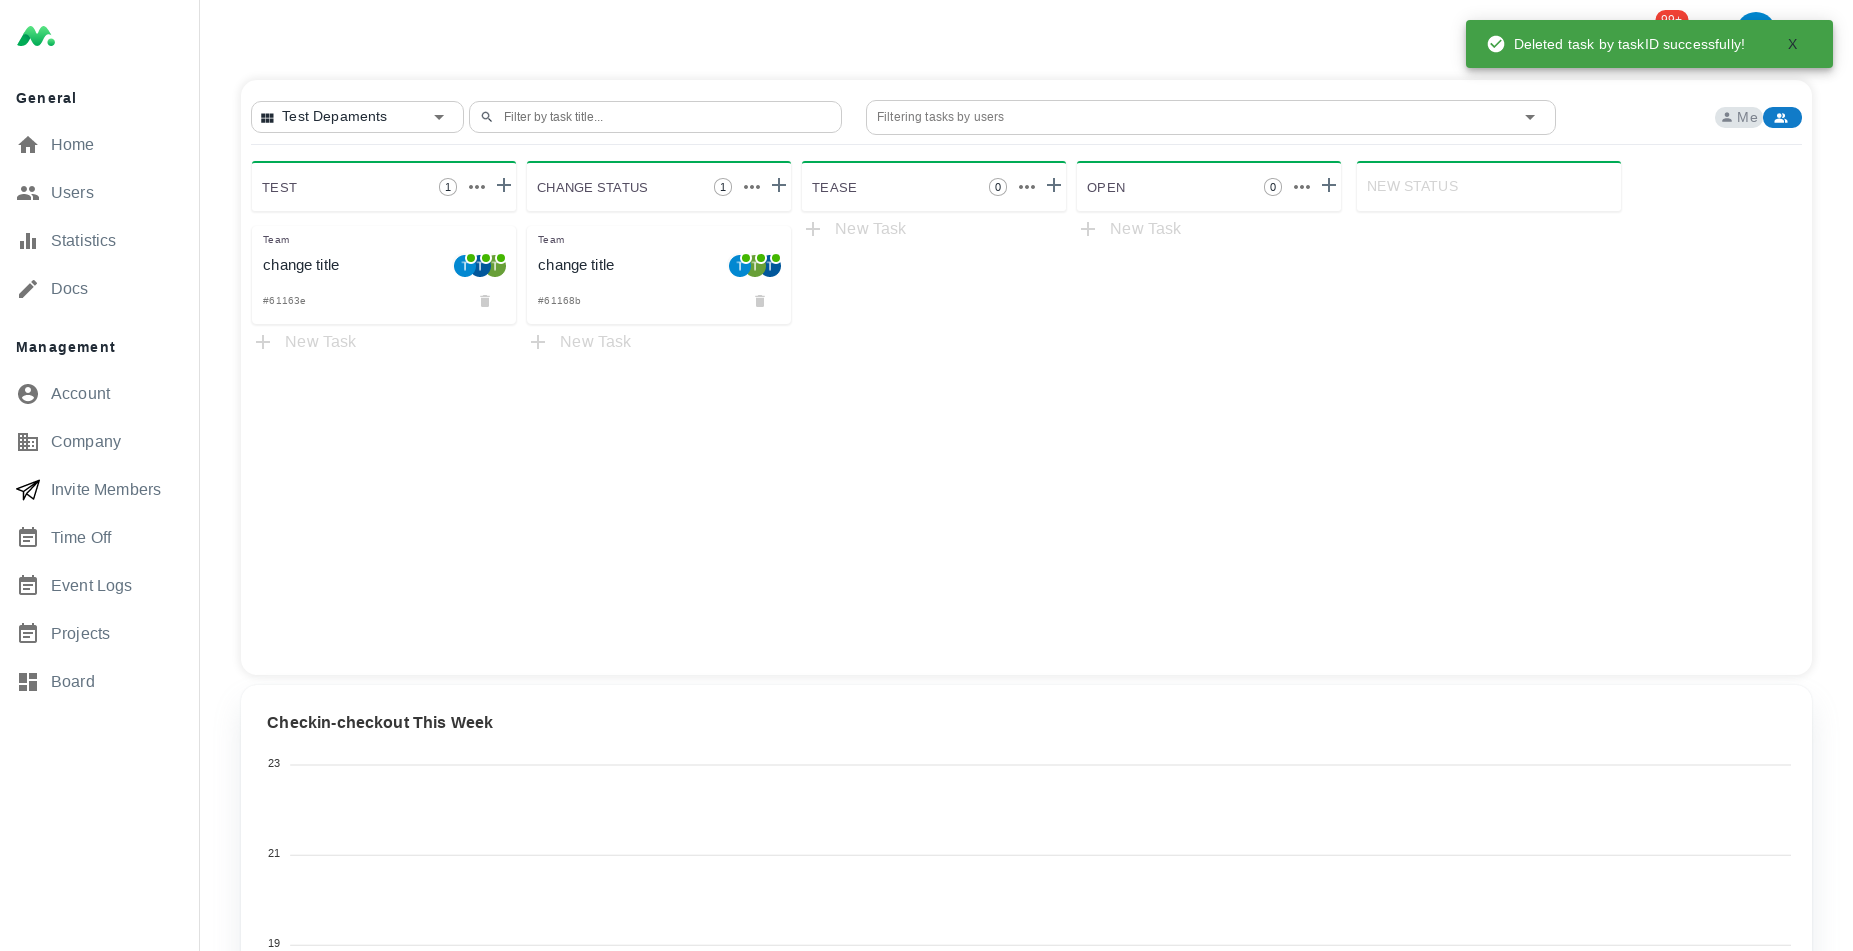 99+
Deleted task by taskID successfully!
X
General
Home
Users
Statistics
Docs
Management
Account
Company
Invite Members
Time Off
Event Logs
Projects
Board
Test Depaments
Filter by task title...
Filtering tasks by users
Me
TEST
1
CHANGE STATUS
1
TEASE
0
OPEN
0
NEW STATUS
Team
change title
T T T
#61163e
New Task
Team
change title
T T T
#61168b
New Task
New Task
New Task
Checkin-checkout This Week
23
21
19